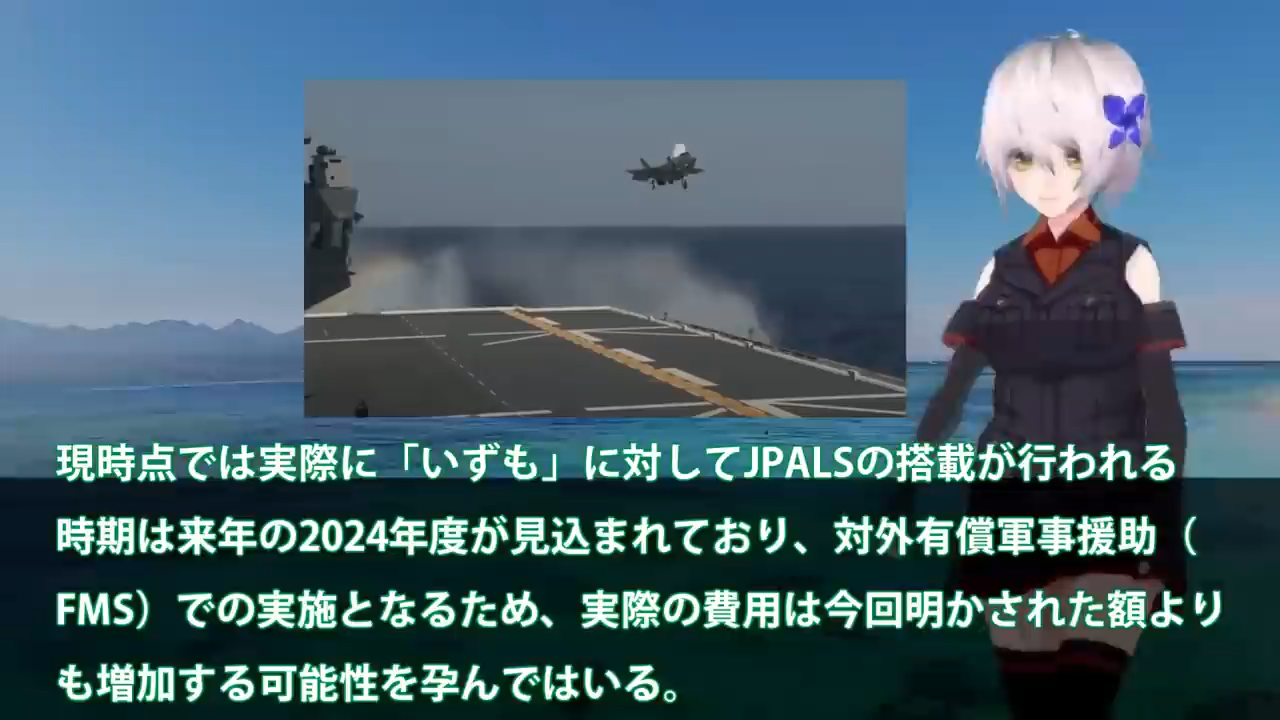 現時点では実際に「いずも」に対してJPALSの搭載が行われる
時期は来年の2024年度が見込まれており、対外有償軍事援助（
FMS）での実施となるため、実際の費用は今回明かされた額より
も増加する可能性を孕んではいる。